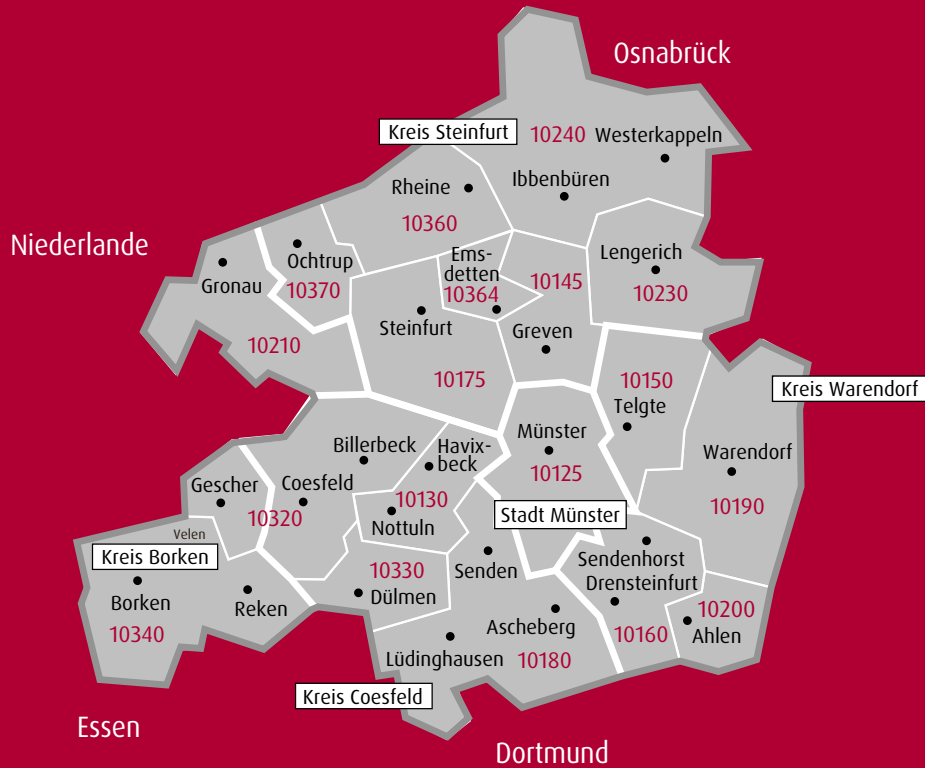 Osnabrück
Kreis Steinfurt
10240
Westerkappeln
Rheine
Ibbenbüren
10360
Niederlande
Ochtrup
Ems-
detten
10145
Lengerich
Gronau
10370
10364
10230
Steinfurt
Greven
10210
10175
10150
Telgte
Kreis Warendorf
Billerbeck
Havix-
beck
Münster
Warendorf
Gescher
Coesfeld
10125
10320
10130
10190
Nottuln
Stadt Münster
Velen
Kreis Borken
Senden
Sendenhorst
10330
Drensteinfurt
Borken
Reken
Dülmen
10340
Ascheberg
10160
10200
Ahlen
Lüdinghausen
10180
Kreis Coesfeld
Essen
Dortmund